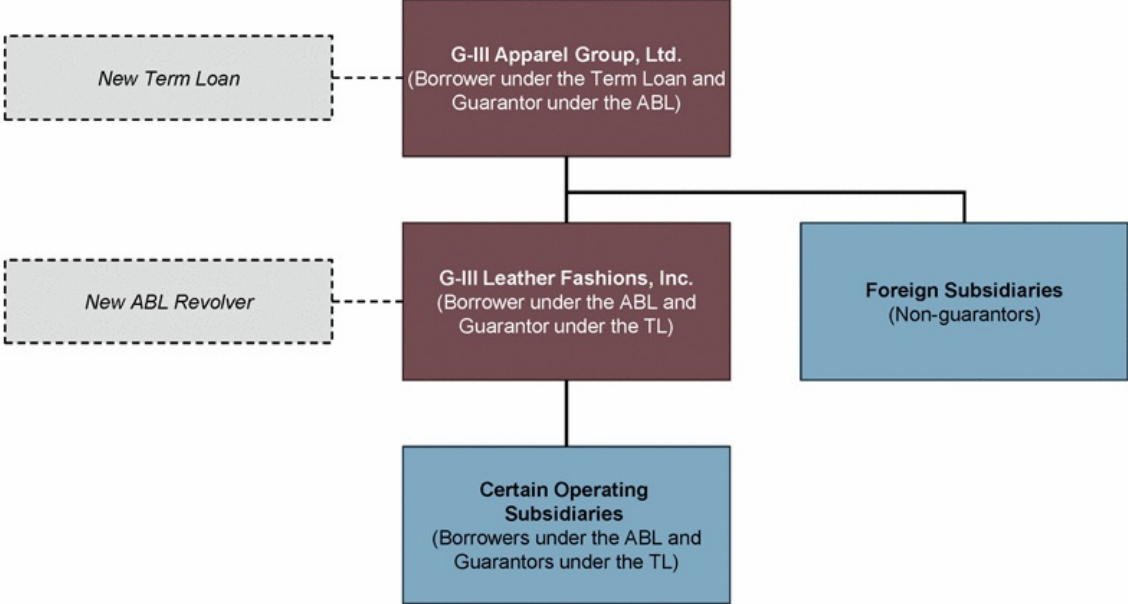 New Term Loan
G-III Apparel Group, Ltd.
(Borrower under the Term Loan and
Guarantor under the ABL)
New ABL Revolver
G-III Leather Fashions, Inc.
(Borrower under the ABL and
Guarantor under the TL)
Foreign Subsidiaries
(Non-guarantors)
Certain Operating
Subsidiaries
(Borrowers under the ABL and
Guarantors under the TL)